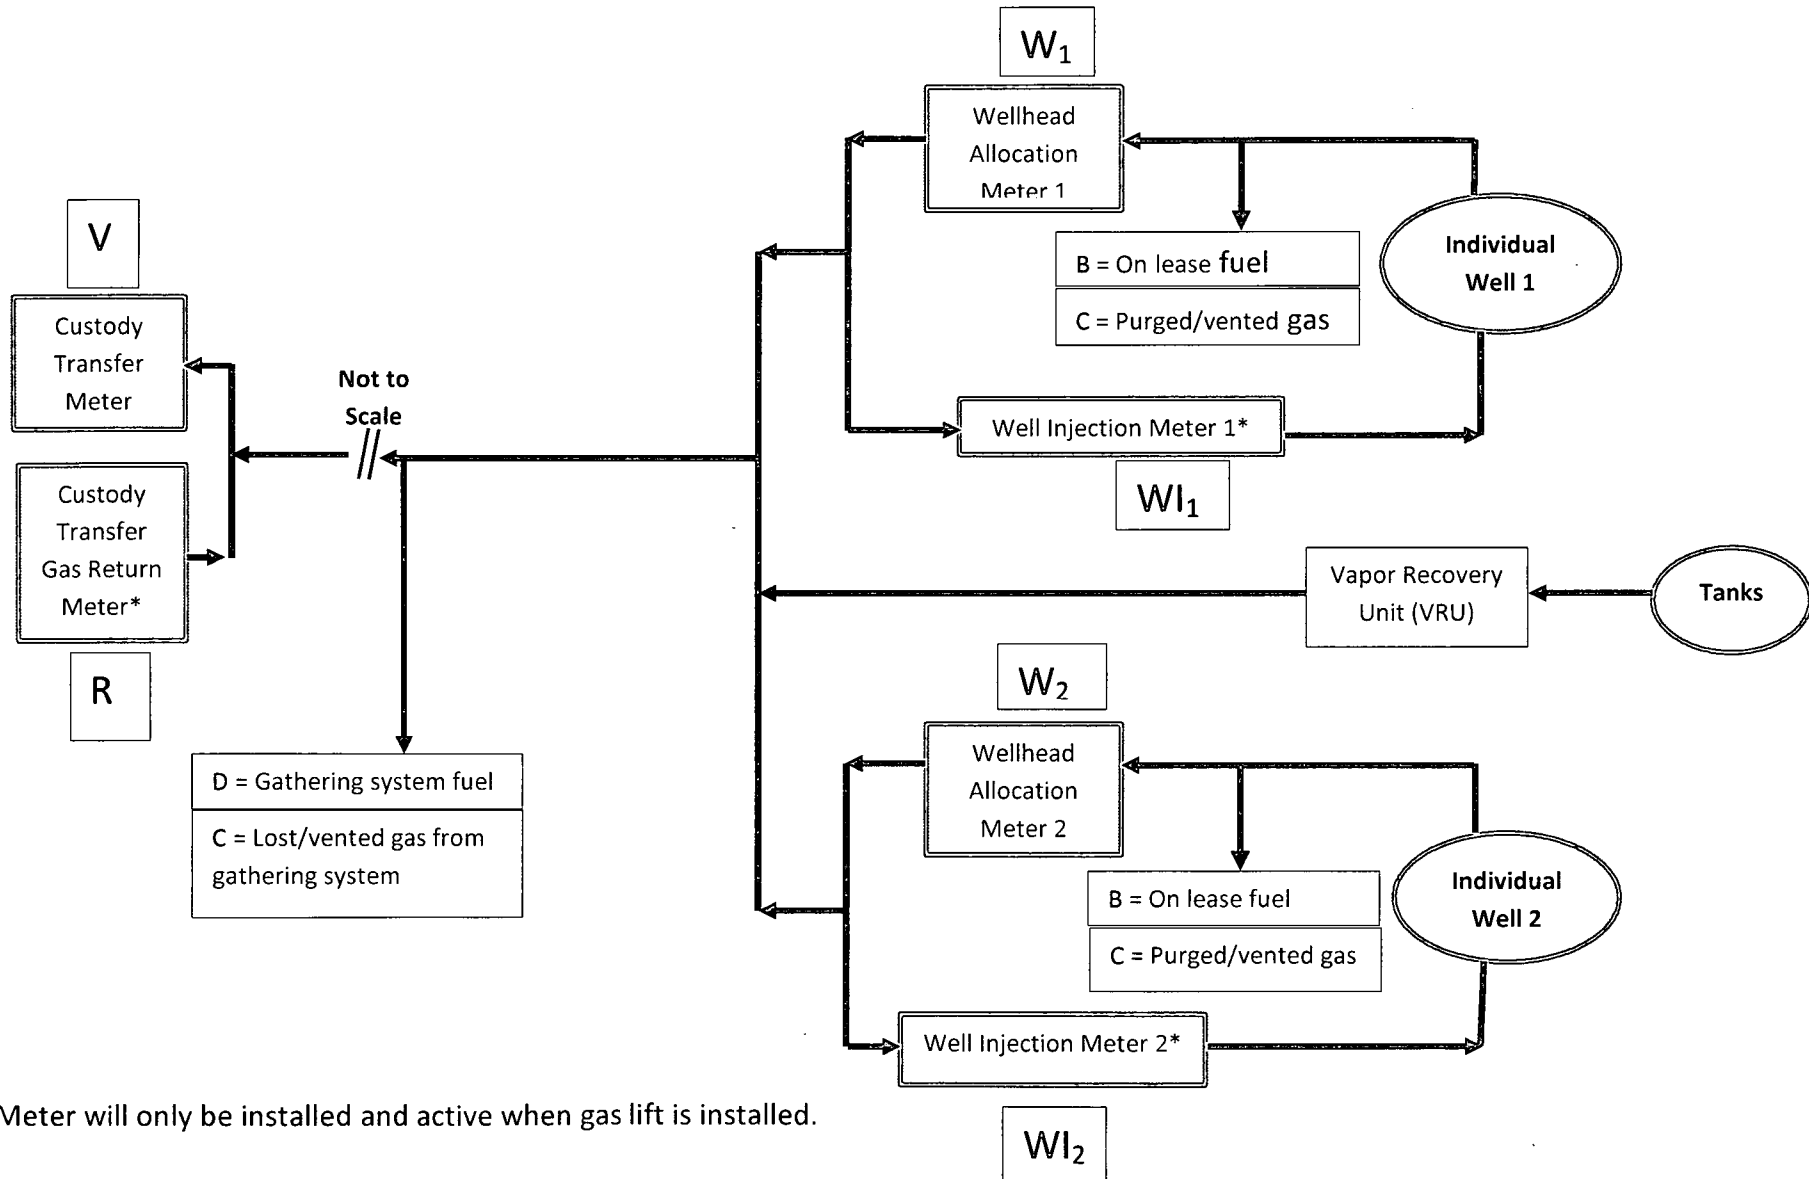 W1
Wellhead
Allocation
Meter 1
V
Custody
Transfer
Meter
Not to
Scale
B = On lease fuel
C = Purged/vented gas
Individual
Well 1
Well Injection Meter 1*
WI1
Custody
Transfer
Gas Return
Meter*
R
Vapor Recovery
Unit (VRU)
Tanks
W2
Wellhead
Allocation
Meter 2
D = Gathering system fuel
C = Lost/vented gas from
gathering system
B = On lease fuel
C = Purged/vented gas
Individual
Well 2
Well Injection Meter 2*
WI2
Meter will only be installed and active when gas lift is installed.